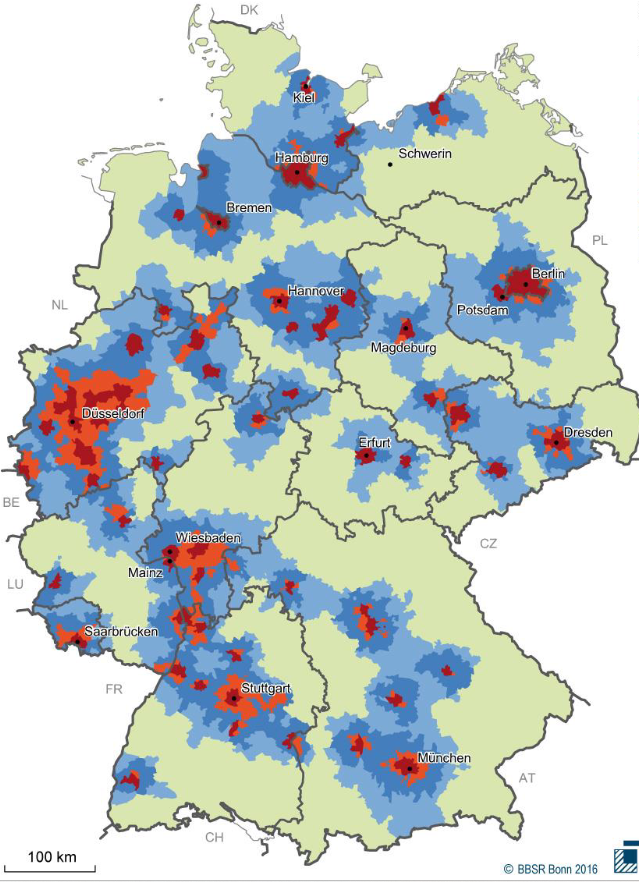 DK
Kiel
Hamburg
Schwerin
Bremen
PL
Berlin
Hannover
NL
Potsdam
Magdeburg
Düsseldorf
Dresden
Erfurt
BE
Wiesbaden
CZ
Mainz
LU
Saarbrücken
FR
Stuttgart
München
AT
CH
100 km
© BBSR Bonn 2016